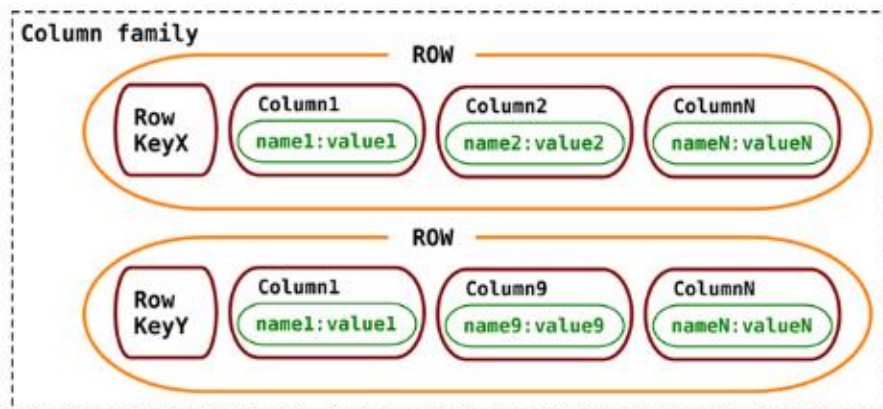 Column family
ROW
Row
KeyX
Column1
name1:value1
Column2
name2:value2
ColumnN
nameN:valueN
ROW
Row
KeyY
Column1
name1:value1
Column9
name9:value9
ColumnN
nameN:valueN